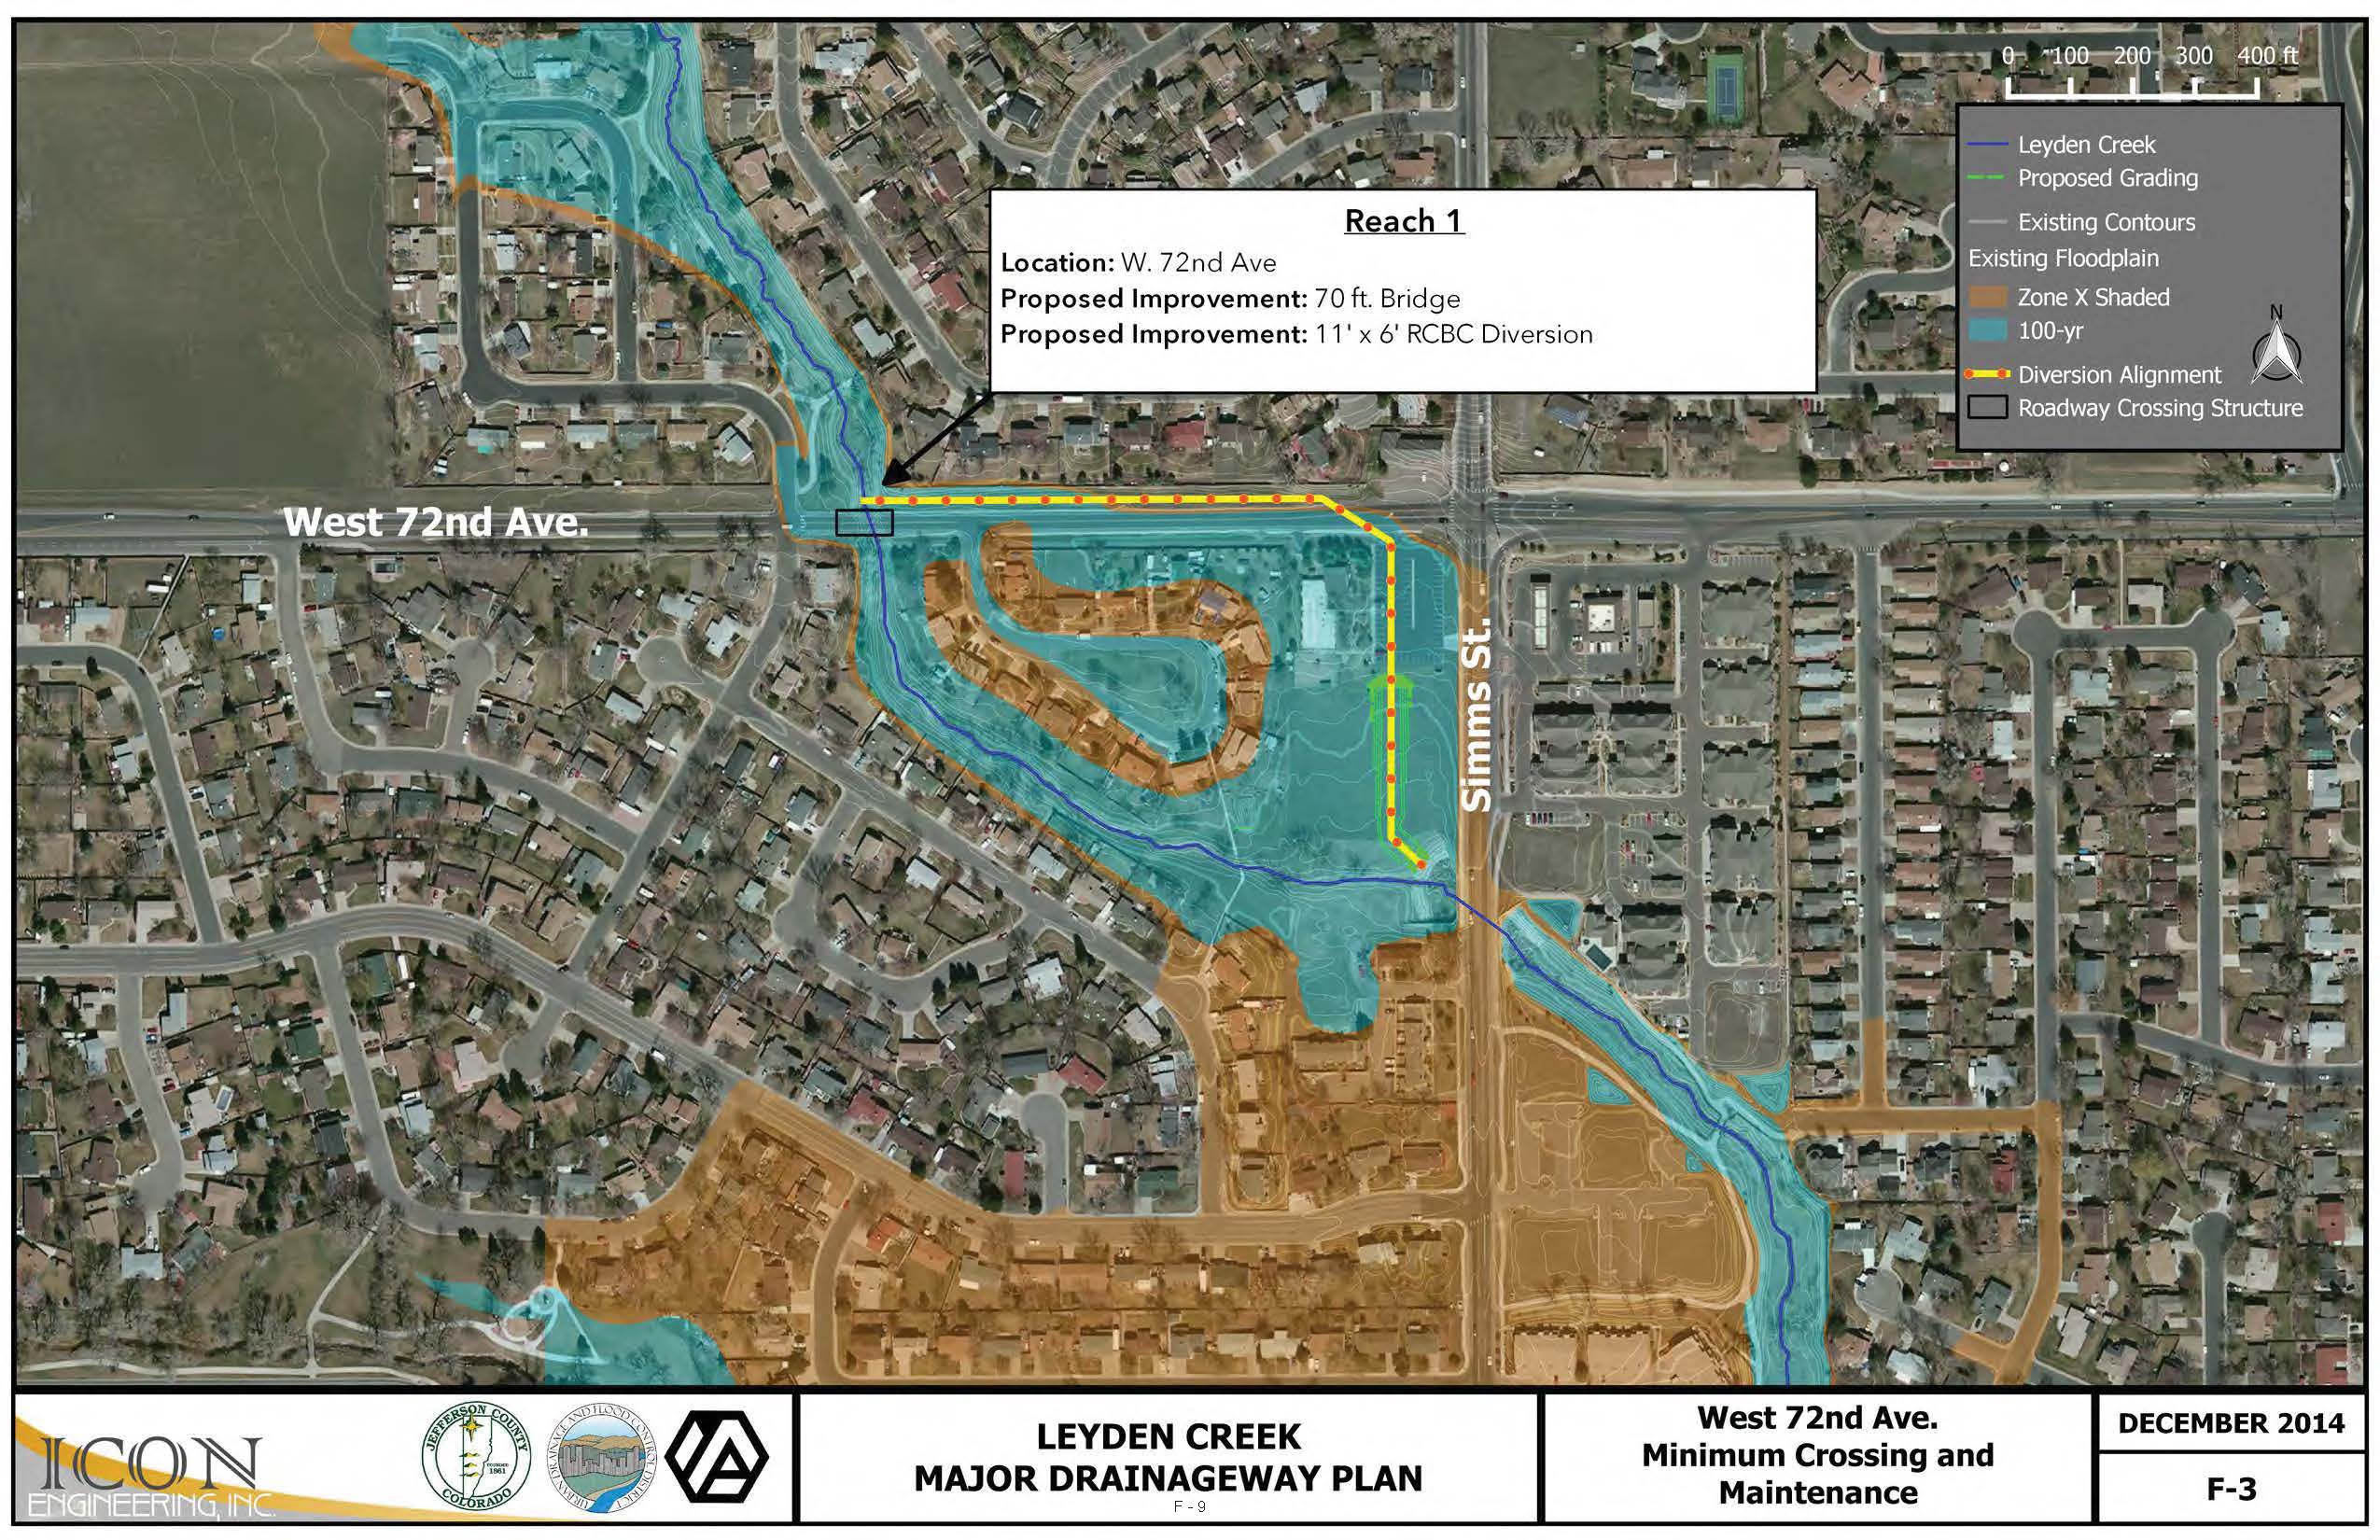 0 100 200 300 400 ft
Leyden Creek
Proposed Grading
Existing Contours
Existing Floodplain
Zone X Shaded
100-yr
N
Diversion Alignment
Roadway Crossing Structure
Reach 1
Location: W. 72nd Ave
Proposed Improvement: 70 ft. Bridge
Proposed Improvement: 11' x 6' RCBC Diversion
West 72nd Ave.
Simms St.
ICON
ENGINEERING, INC.
JEFFERSON COUNTY
FOUNDED
1861
COLORADO
URBAN DRAINAGE AND FLOOD CONTROL DISTRICT
LEYDEN CREEK
MAJOR DRAINAGEWAY PLAN
F - 9
West 72nd Ave.
Minimum Crossing and
Maintenance
DECEMBER 2014
F-3